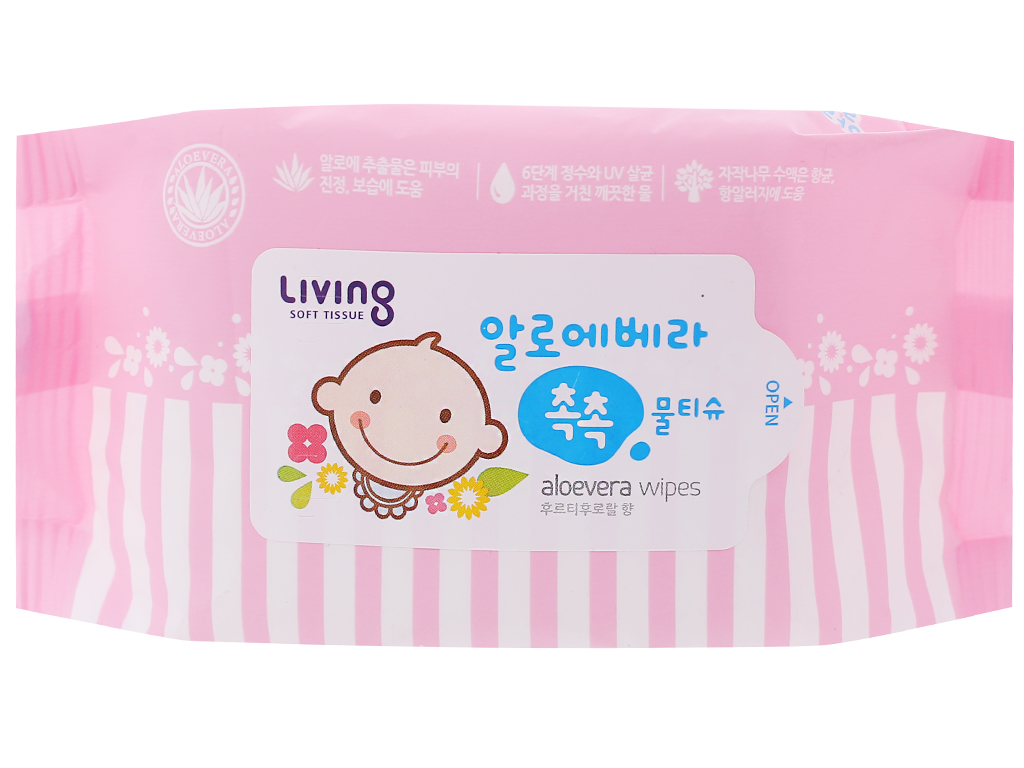 ALOEVERA
ALOEVERA
알로에 추출물은 피부의
진정, 보습에 도움
6단계 정수와 UV 살균
과정을 거친 깨끗한 물
자작나무 수액은 항균,
항알러지에 도움
LIVING
SOFT TISSUE
알로에베라
촉촉 물티슈
OPEN
aloevera wipes
후르티후로랄 향